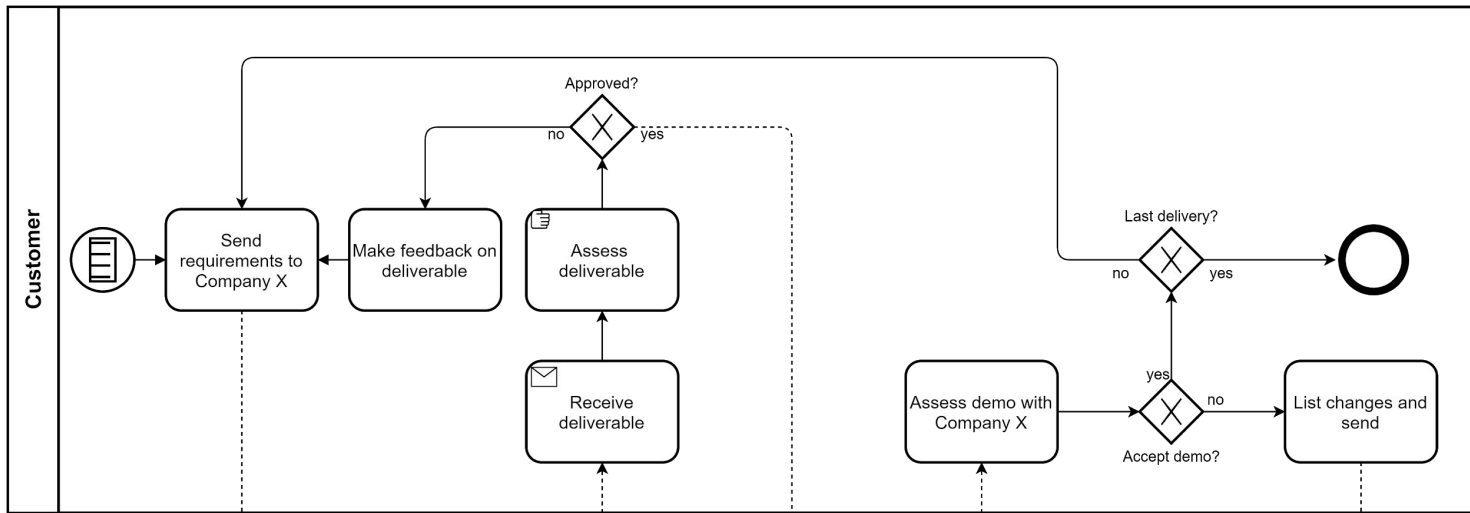 Customer
Send
requirements to
Company X
Make feedback on
deliverable
Approved?
no
yes
Assess
deliverable
Receive
deliverable
Assess demo with
Company X
Last delivery?
no
yes
yes
no
Accept demo?
List changes and
send